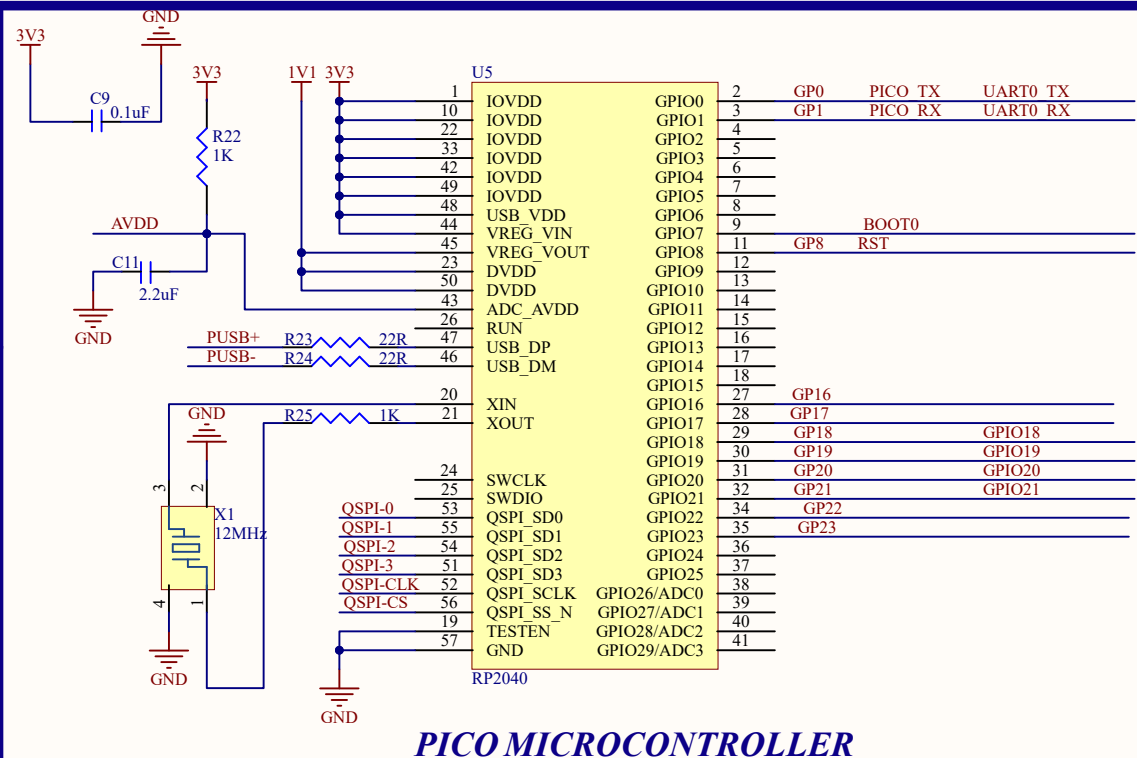 GND
3V3
C9
0.1uF
3V3
1V1 3V3
R22
1K
AVDD
C11
2.2uF
GND
PUSB+ R23 22R
PUSB- R24 22R
GND
R25 1K
3 2
X1
12MHz
4 1
GND
QSPI-0
QSPI-1
QSPI-2
QSPI-3
QSPI-CLK
QSPI-CS
GND
U5
1 IOVDD GPIO0 2 GP0 PICO_TX UART0_TX
10 IOVDD GPIO1 3 GP1 PICO_RX UART0_RX
22 IOVDD GPIO2 4
33 IOVDD GPIO3 5
42 IOVDD GPIO4 6
49 IOVDD GPIO5 7
48 USB_VDD GPIO6 8
44 VREG_VIN GPIO7 9 BOOT0
45 VREG_VOUT GPIO8 11 GP8 RST
23 DVDD GPIO9 12
50 DVDD GPIO10 13
43 ADC_AVDD GPIO11 14
26 RUN GPIO12 15
47 USB_DP GPIO13 16
46 USB_DM GPIO14 17
GPIO15 18
20 XIN GPIO16 27 GP16
21 XOUT GPIO17 28 GP17
GPIO18 29 GP18 GPIO18
GPIO19 30 GP19 GPIO19
24 SWCLK GPIO20 31 GP20 GPIO20
25 SWDIO GPIO21 32 GP21 GPIO21
53 QSPI_SD0 GPIO22 34 GP22
55 QSPI_SD1 GPIO23 35 GP23
54 QSPI_SD2 GPIO24 36
51 QSPI_SD3 GPIO25 37
52 QSPI_SCLK GPIO26/ADC0 38
56 QSPI_SS_N GPIO27/ADC1 39
19 TESTEN GPIO28/ADC2 40
57 GND GPIO29/ADC3 41
RP2040
PICO MICROCONTROLLER